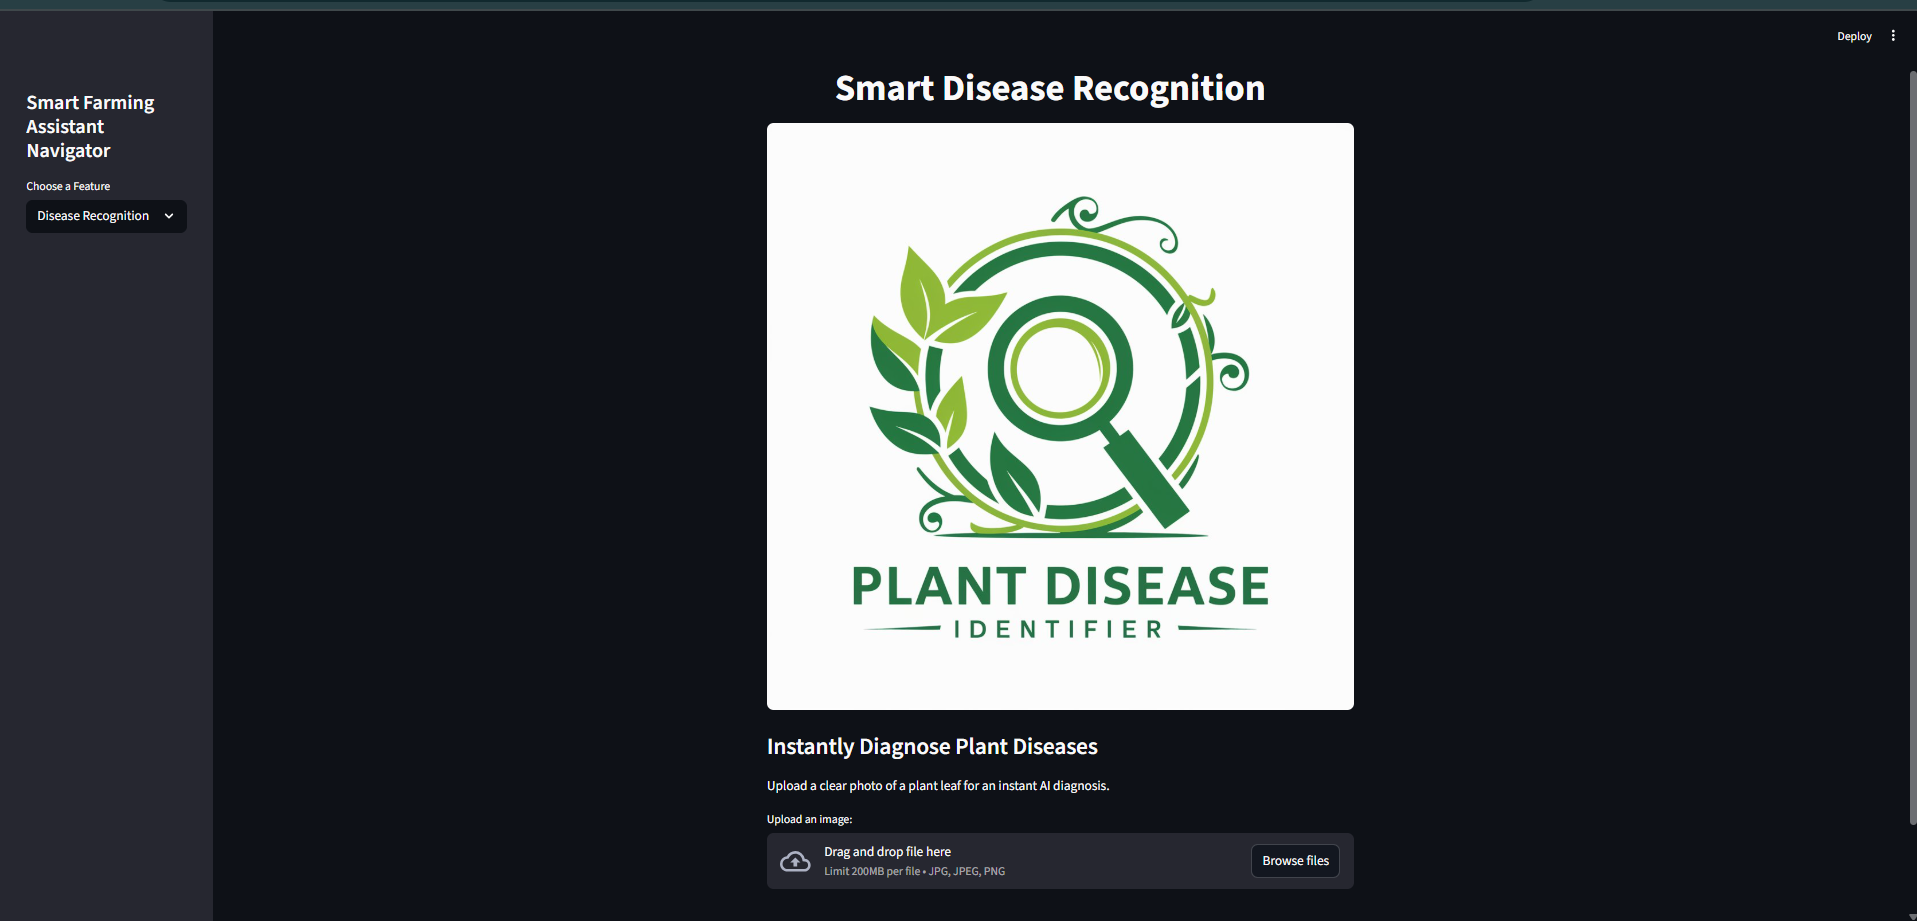 Deploy
Smart Farming
Assistant
Navigator
Choose a Feature
Disease Recognition
Smart Disease Recognition
PLANT DISEASE
IDENTIFIER
Instantly Diagnose Plant Diseases
Upload a clear photo of a plant leaf for an instant AI diagnosis.
Upload an image:
Drag and drop file here
Limit 200MB per file • JPG, JPEG, PNG
Browse files